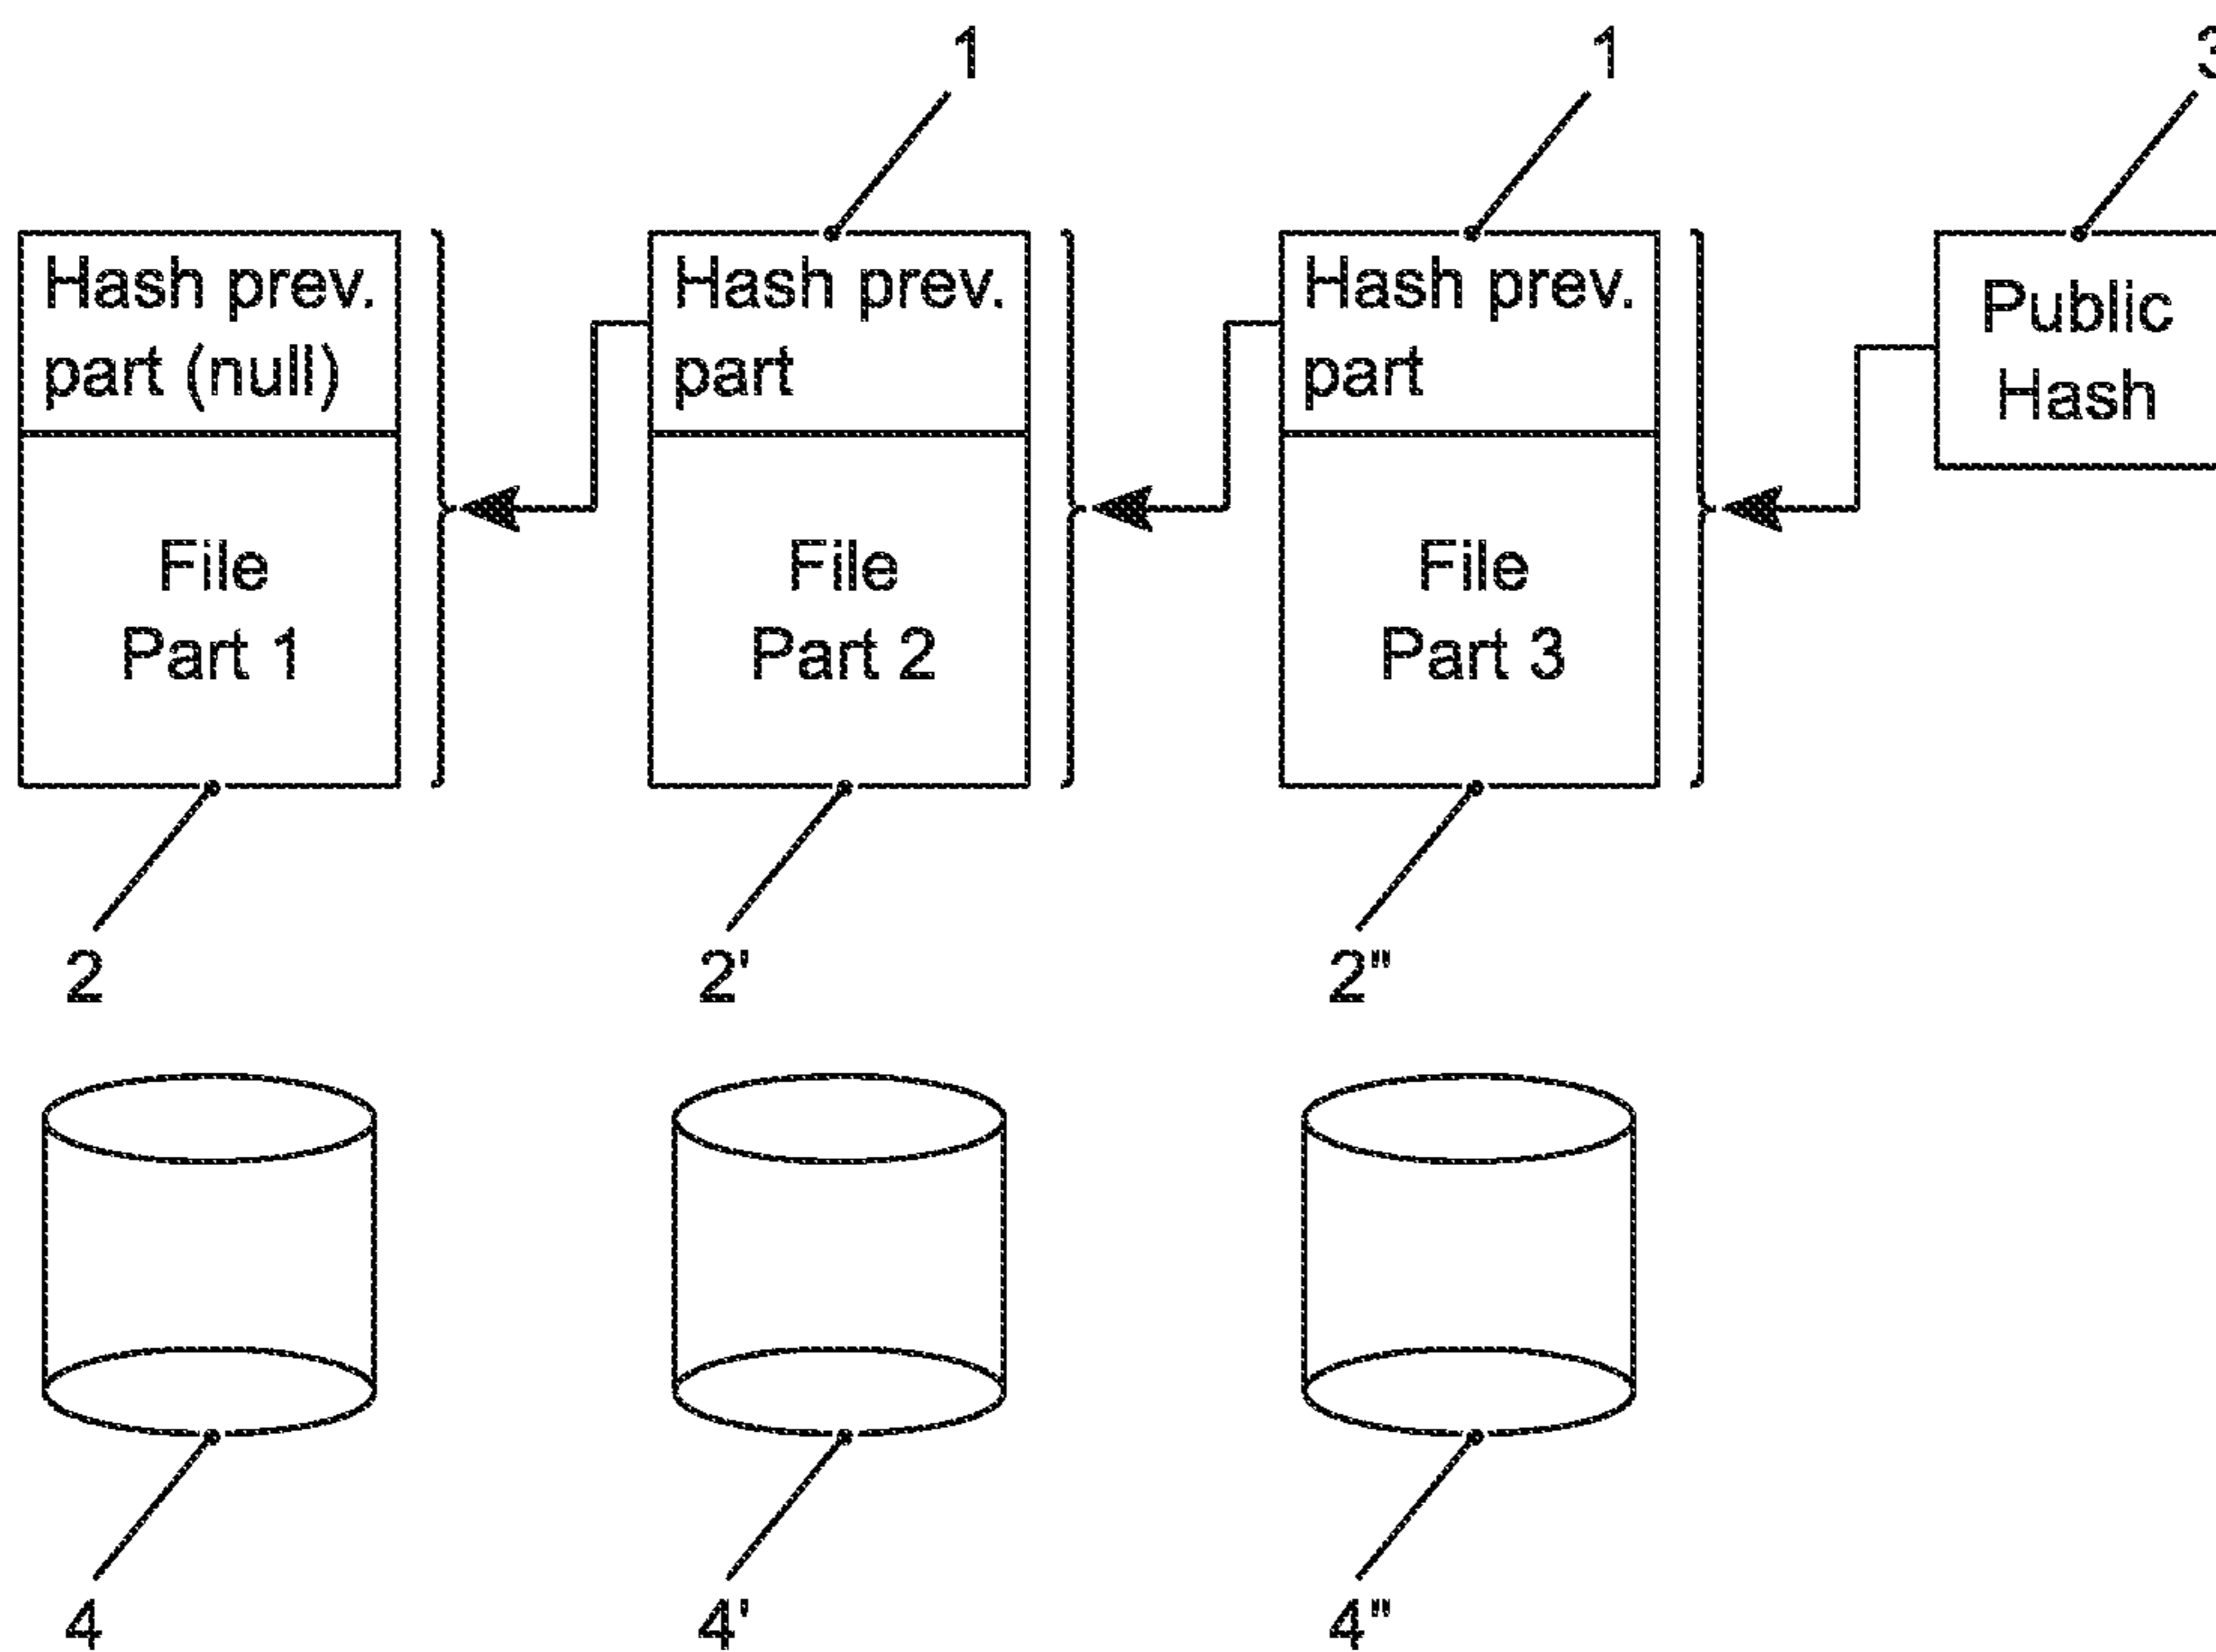 1
1
3
Hash prev.
part (null)
Hash prev.
part
Hash prev.
part
Public
Hash
File
Part 1
File
Part 2
File
Part 3
2
2'
2"
4
4'
4"